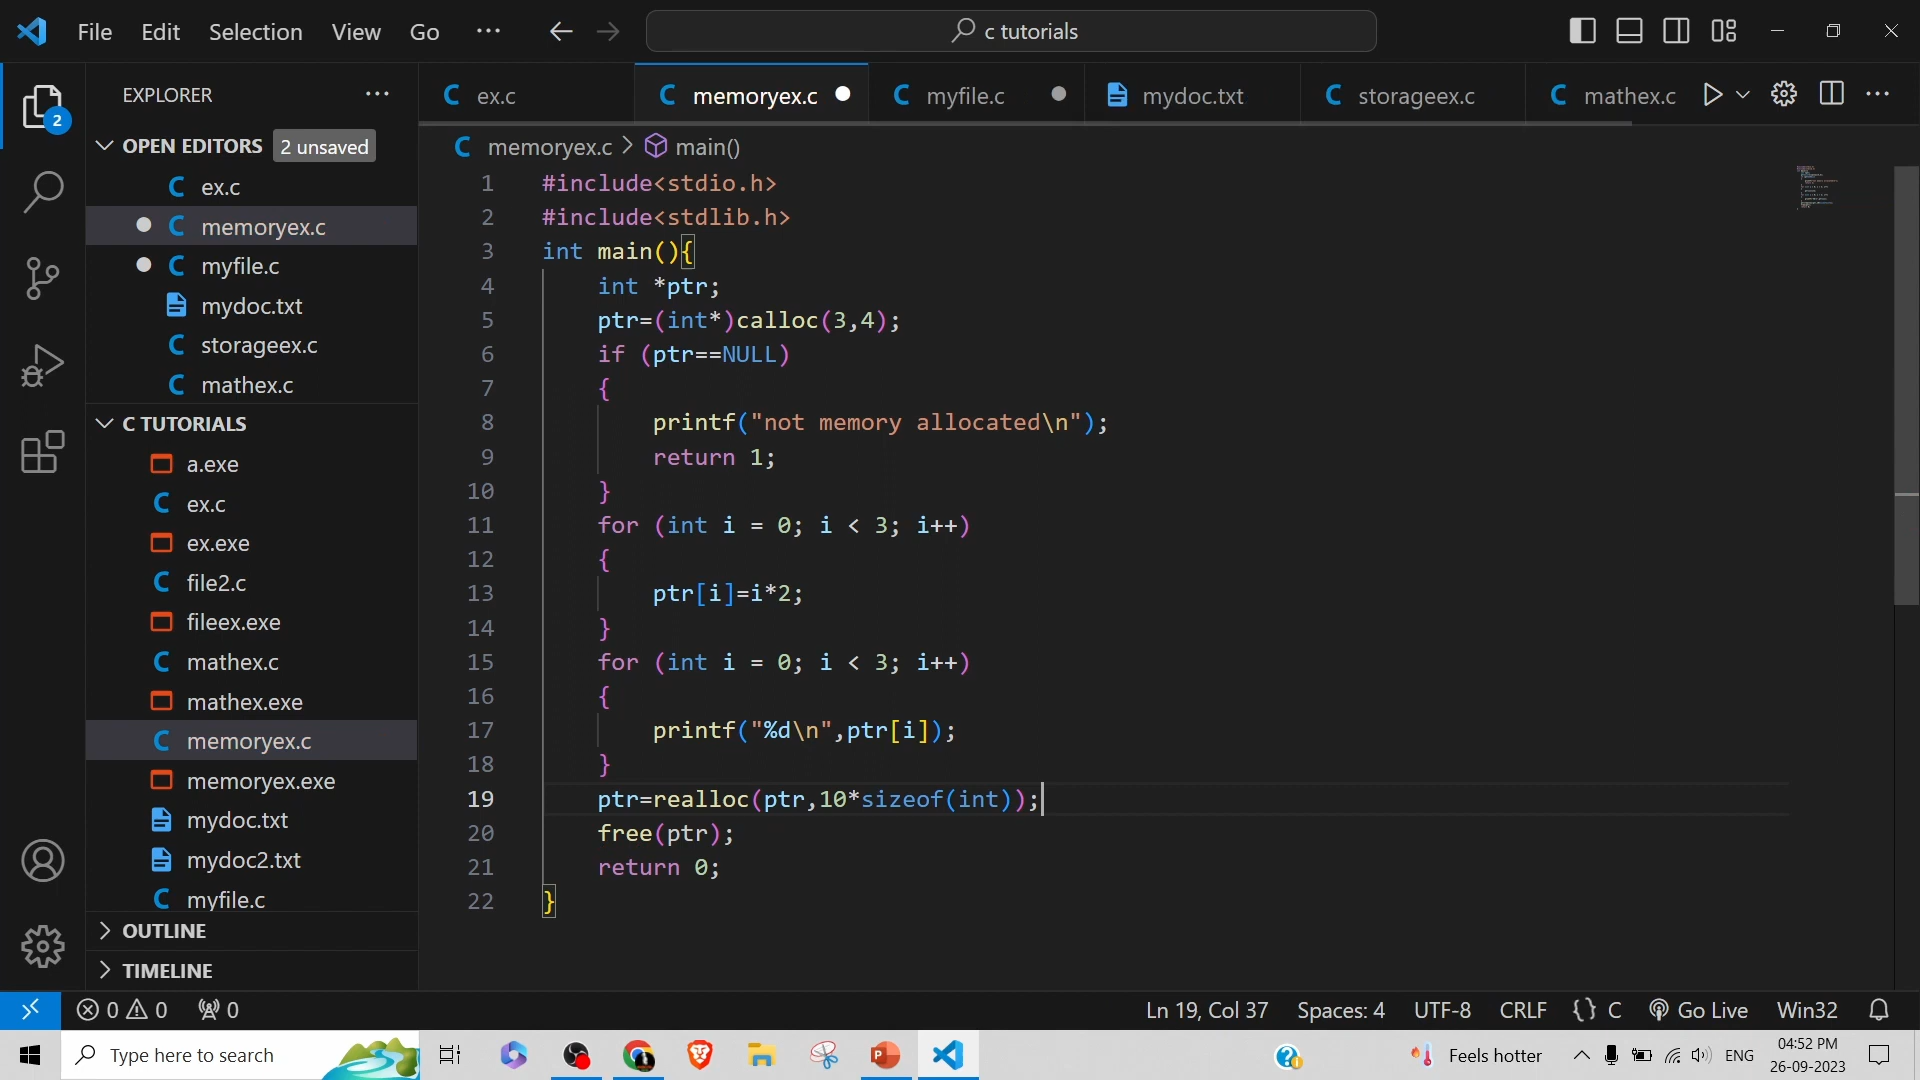 File Edit Selection View Go ··· c tutorials
EXPLORER ···
ex.c memoryex.c myfile.c mydoc.txt storageex.c mathex.c ···
OPEN EDITORS 2 unsaved
ex.c
memoryex.c
myfile.c
mydoc.txt
storageex.c
mathex.c
C TUTORIALS
a.exe
ex.c
ex.exe
file2.c
fileex.exe
mathex.c
mathex.exe
memoryex.c
memoryex.exe
mydoc.txt
mydoc2.txt
myfile.c
OUTLINE
TIMELINE
2
memoryex.c > main()
1 #include<stdio.h>
2 #include<stdlib.h>
3 int main(){
4 int *ptr;
5 ptr=(int*)calloc(3,4);
6 if (ptr==NULL)
7 {
8 printf("not memory allocated\n");
9 return 1;
10 }
11 for (int i = 0; i < 3; i++)
12 {
13 ptr[i]=i*2;
14 }
15 for (int i = 0; i < 3; i++)
16 {
17 printf("%d\n",ptr[i]);
18 }
19 ptr=realloc(ptr,10*sizeof(int));
20 free(ptr);
21 return 0;
22 }
0 0 0 Ln 19, Col 37 Spaces: 4 UTF-8 CRLF {} C Go Live Win32
Type here to search Feels hotter ENG 04:52 PM
26-09-2023